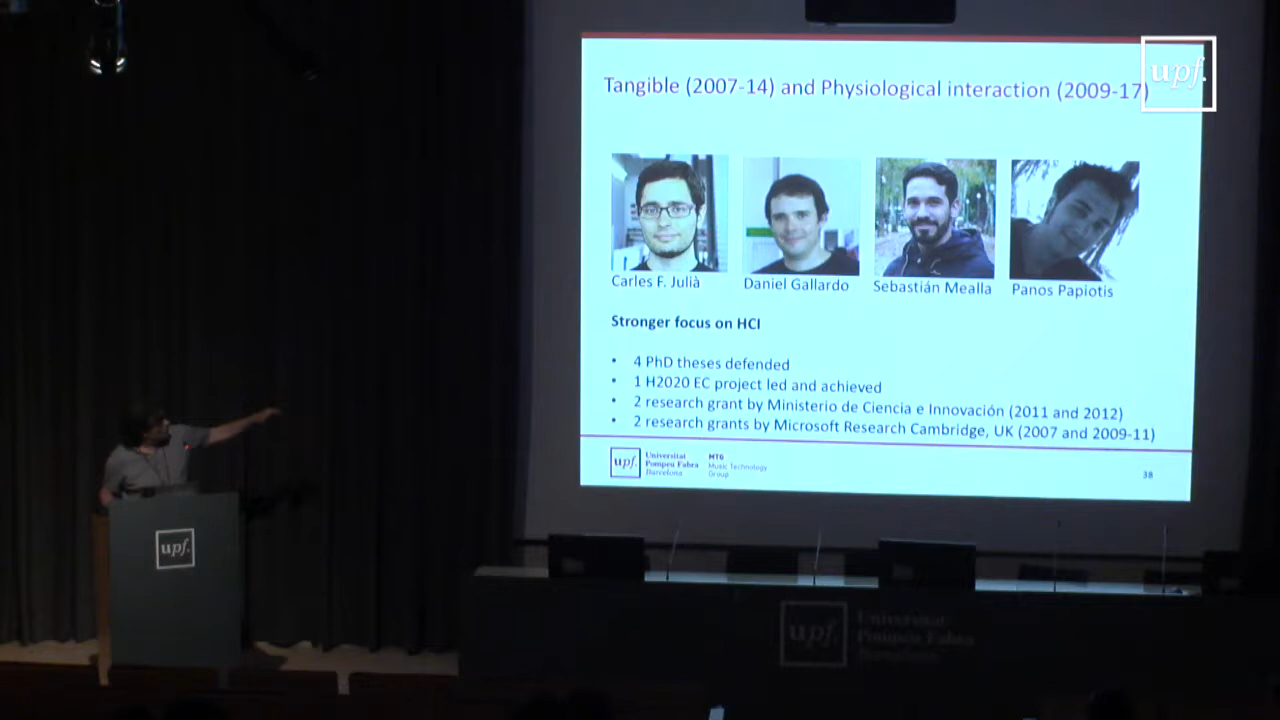 Tangible (2007-14) and Physiological interaction (2009-17)
upf.
Carles F. Julià
Daniel Gallardo
Sebastián Mealla
Panos Papiotis
Stronger focus on HCI
• 4 PhD theses defended
• 1 H2020 EC project led and achieved
• 2 research grant by Ministerio de Ciencia e Innovación (2011 and 2012)
• 2 research grants by Microsoft Research Cambridge, UK (2007 and 2009-11)
upf.
Universitat
Pompeu Fabra
Barcelona
MTG
Music Technology
Group
38
upf.
upf.
Universitat
Pompeu Fabra
Barcelona